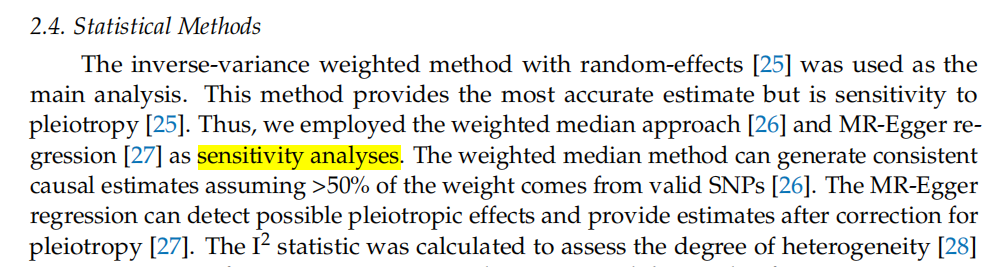 2.4. Statistical Methods
The inverse-variance weighted method with random-effects [25] was used as the
main analysis. This method provides the most accurate estimate but is sensitivity to
pleiotropy [25]. Thus, we employed the weighted median approach [26] and MR-Egger re-
gression [27] as sensitivity analyses. The weighted median method can generate consistent
causal estimates assuming >50% of the weight comes from valid SNPs [26]. The MR-Egger
regression can detect possible pleiotropic effects and provide estimates after correction for
pleiotropy [27]. The I² statistic was calculated to assess the degree of heterogeneity [28]